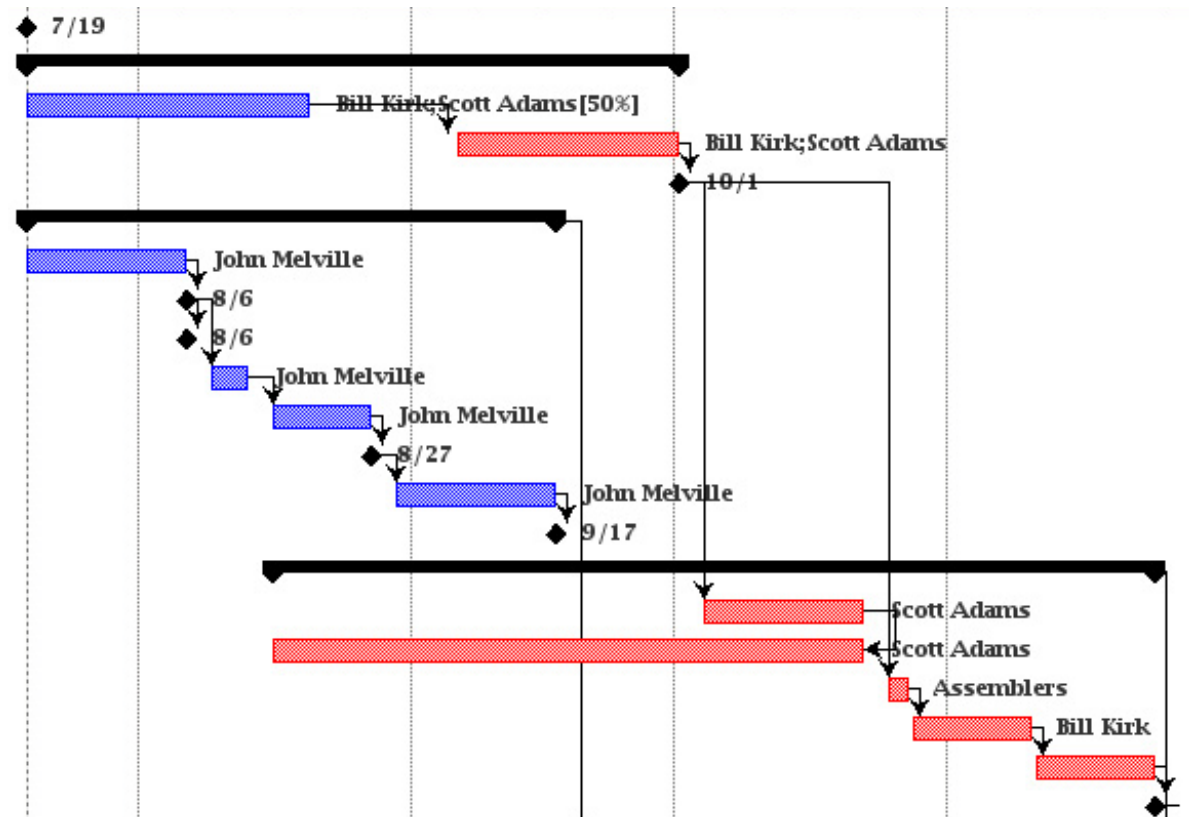 7/19
Bill Kirk;Scott Adams[50%]
Bill Kirk;Scott Adams
10/1
John Melville
8/6
8/6
John Melville
John Melville
8/27
John Melville
9/17
Scott Adams
Scott Adams
Assemblers
Bill Kirk